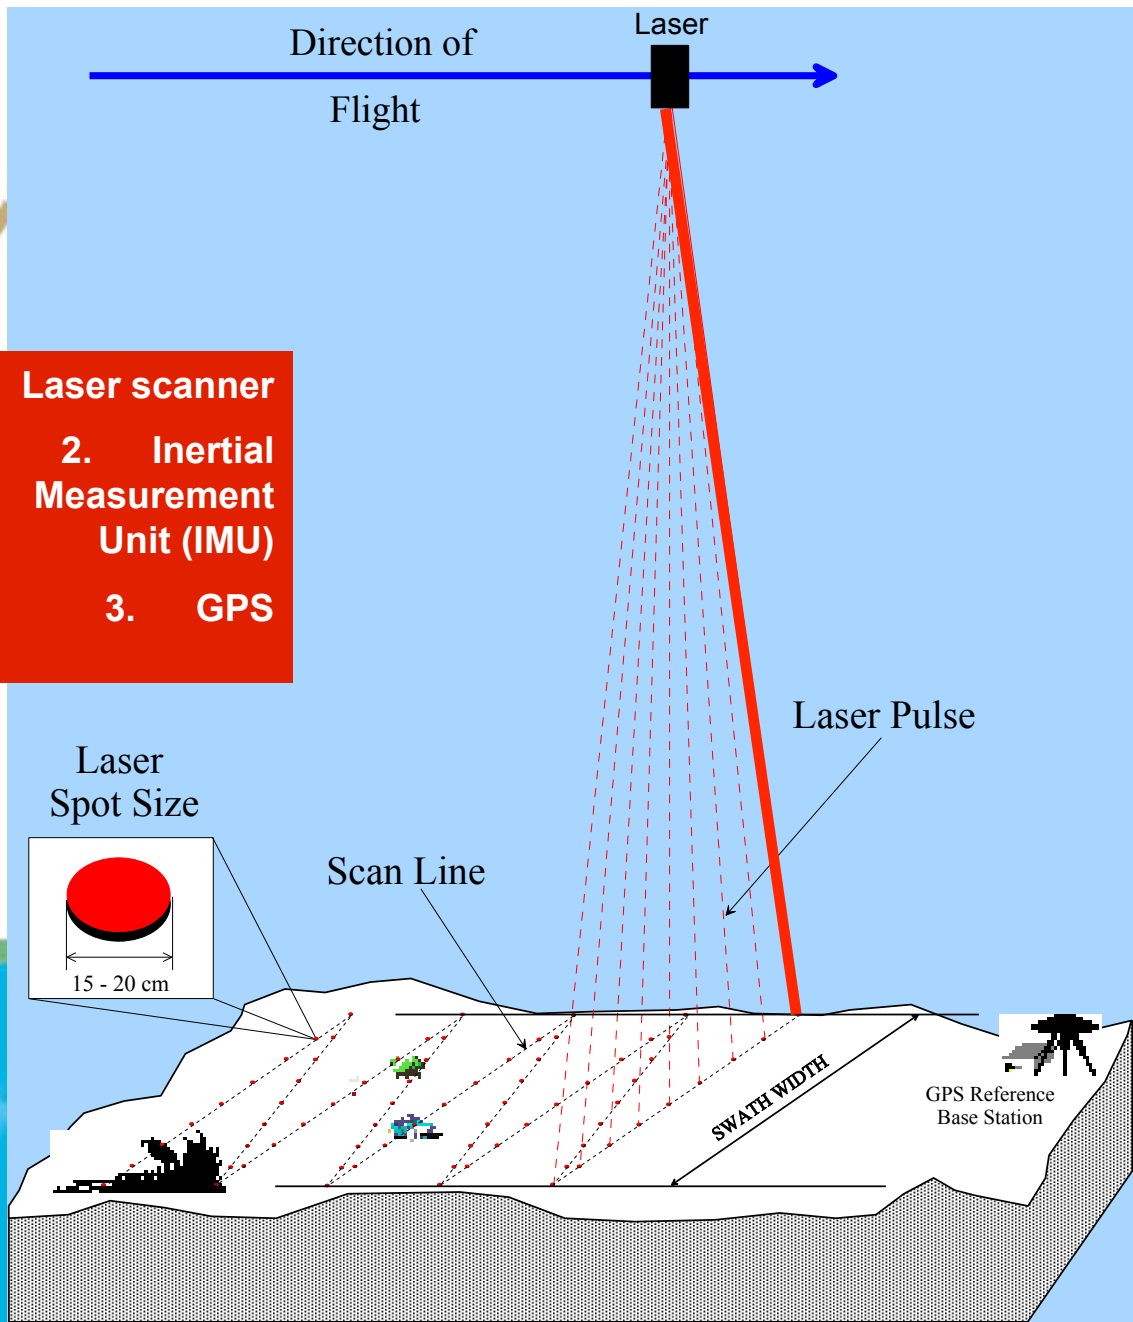 Laser
Direction of
Flight
Laser scanner
2. Inertial
Measurement
Unit (IMU)
3. GPS
Laser Pulse
Laser
Spot Size
Scan Line
15 - 20 cm
SWATH WIDTH
GPS Reference
Base Station